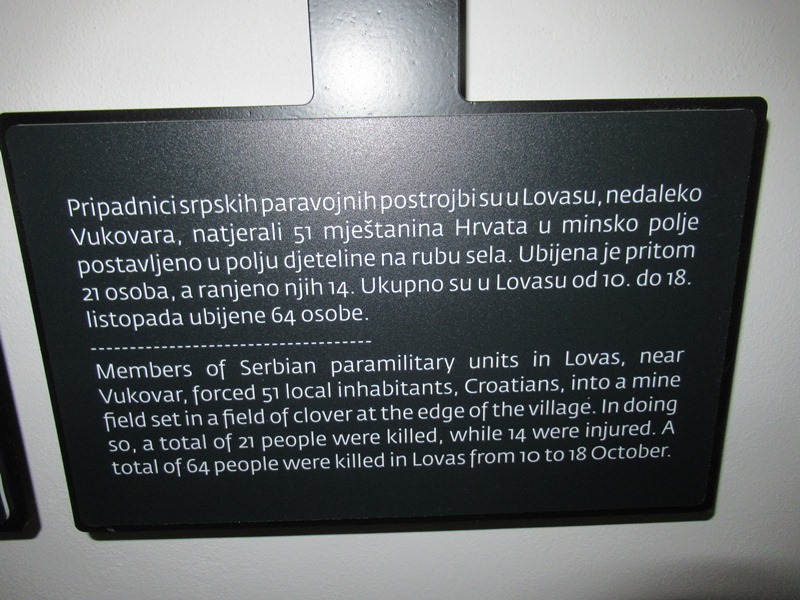 Pripadnici srpskih paravojnih postrojbi su u Lovasu, nedaleko
Vukovara, natjerali 51 mještanina Hrvata u minsko polje
postavljeno u polju djeteline na rubu sela. Ubijena je pritom
21 osoba, a ranjeno njih 14. Ukupno su u Lovasu od 10. do 18.
listopada ubijene 64 osobe.
------------------------------------
Members of Serbian paramilitary units in Lovas, near
Vukovar, forced 51 local inhabitants, Croatians, into a mine
field set in a field of clover at the edge of the village. In doing
so, a total of 21 people were killed, while 14 were injured. A
total of 64 people were killed in Lovas from 10 to 18 October.